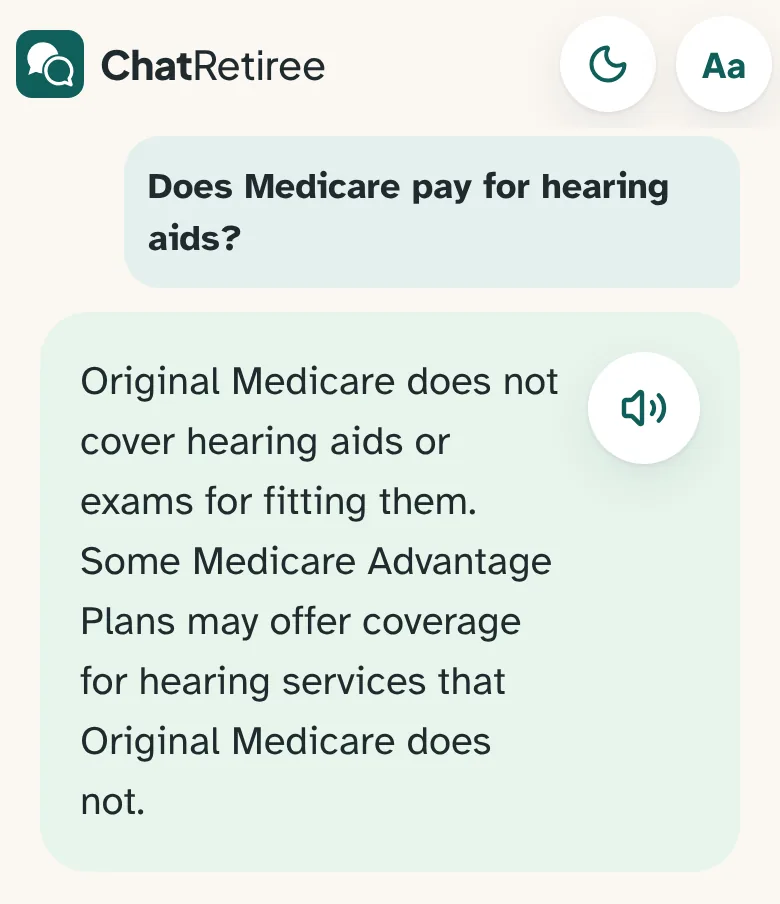 ChatRetiree
Aa
Does Medicare pay for hearing
aids?
Original Medicare does not
cover hearing aids or
exams for fitting them.
Some Medicare Advantage
Plans may offer coverage
for hearing services that
Original Medicare does
not.